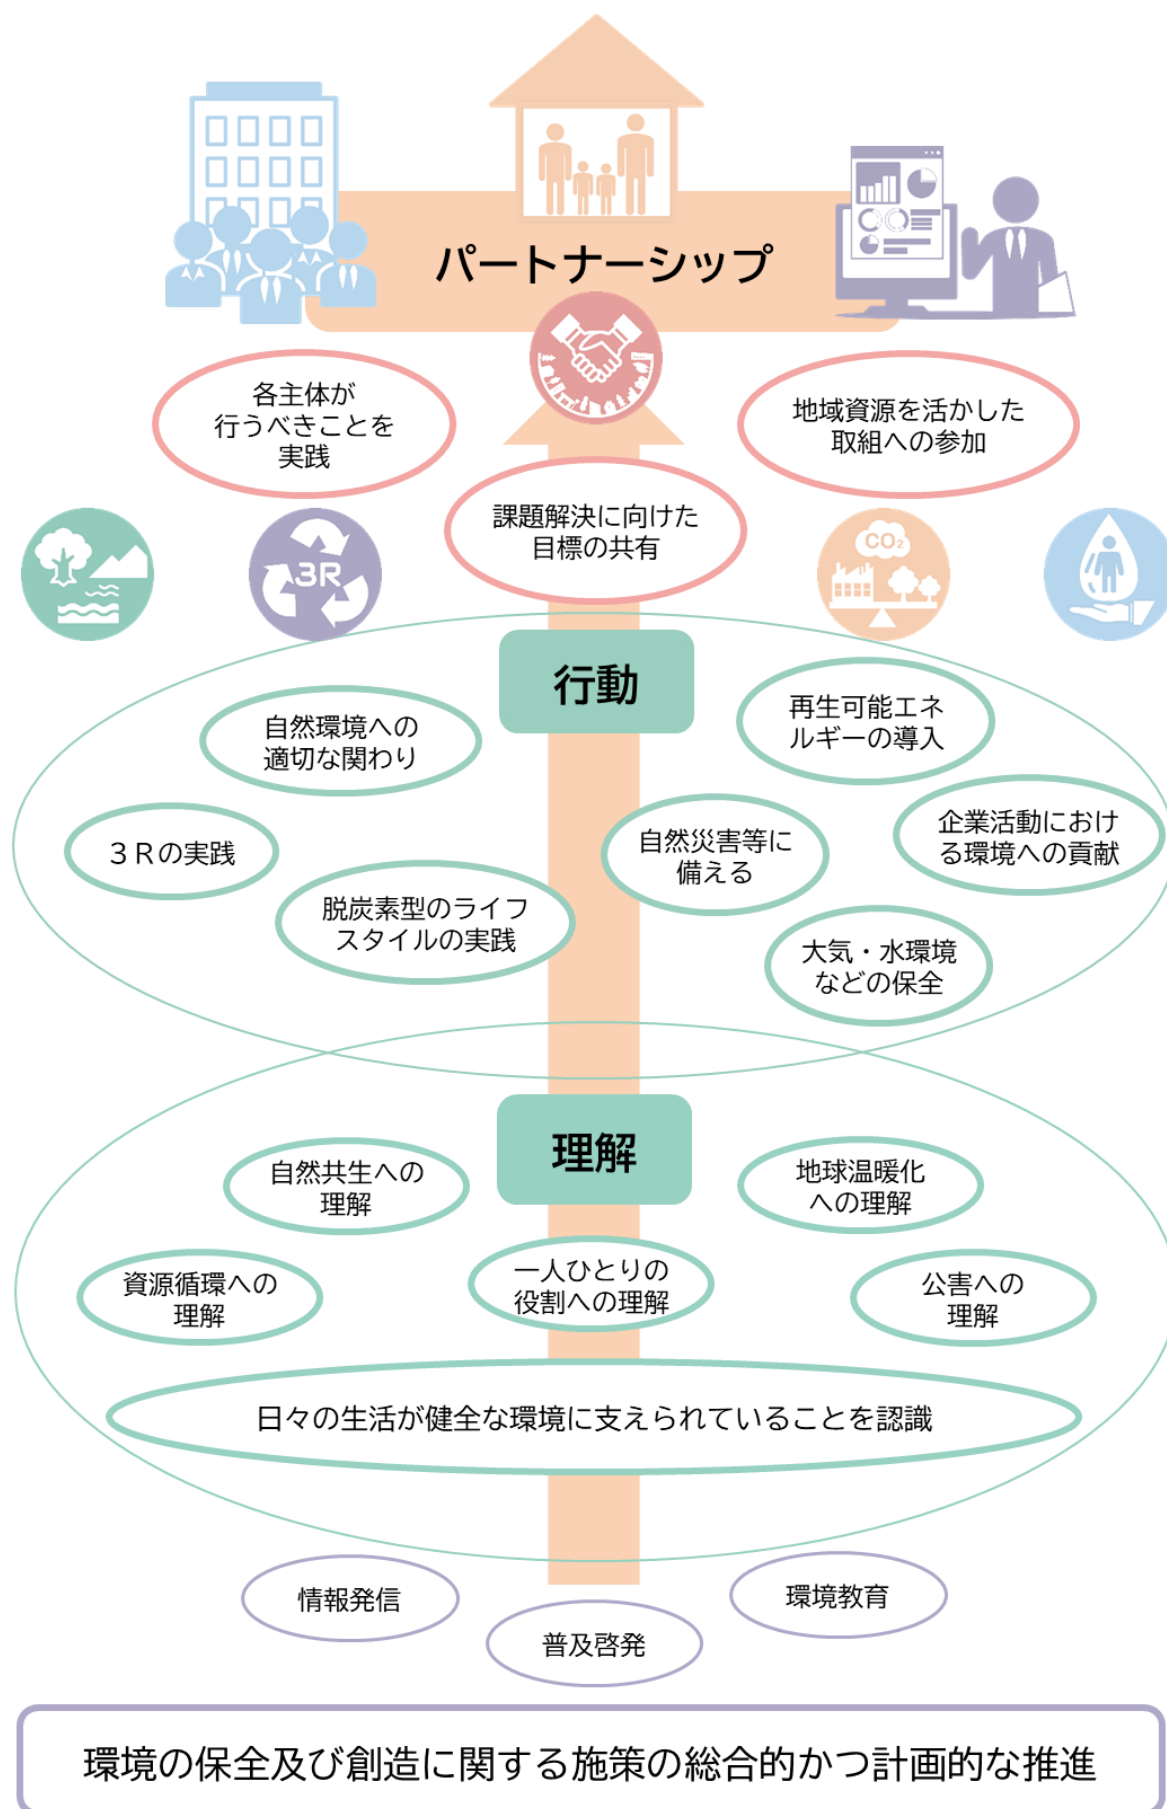 パートナーシップ
各主体が
行うべきことを
実践
地域資源を活かした
取組への参加
課題解決に向けた
目標の共有
3R
CO₂
行動
自然環境への
適切な関わり
再生可能エネ
ルギーの導入
3Rの実践
自然災害等に
備える
企業活動におけ
る環境への貢献
脱炭素型のライフ
スタイルの実践
大気・水環境
などの保全
理解
自然共生への
理解
地球温暖化
への理解
資源循環への
理解
一人ひとりの
役割への理解
公害への
理解
日々の生活が健全な環境に支えられていることを認識
情報発信
普及啓発
環境教育
環境の保全及び創造に関する施策の総合的かつ計画的な推進